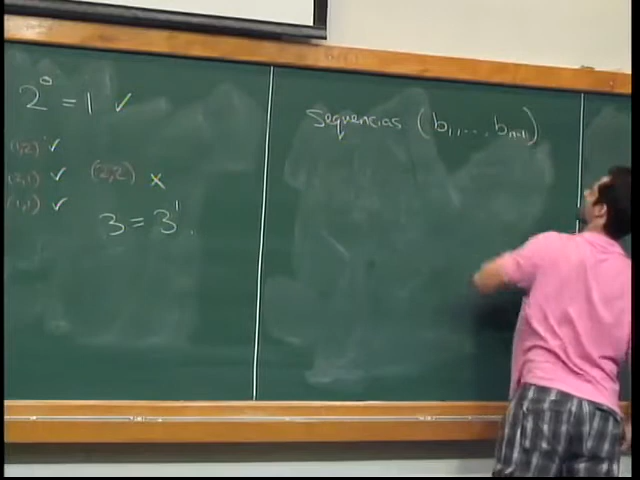 2⁰ = 1 ✓
(1,2) ✓
(2,1) ✓ (2,2) ×
(1,1) ✓
3 = 3¹.
Sequencias (b₁,..., bₙ₋₁)